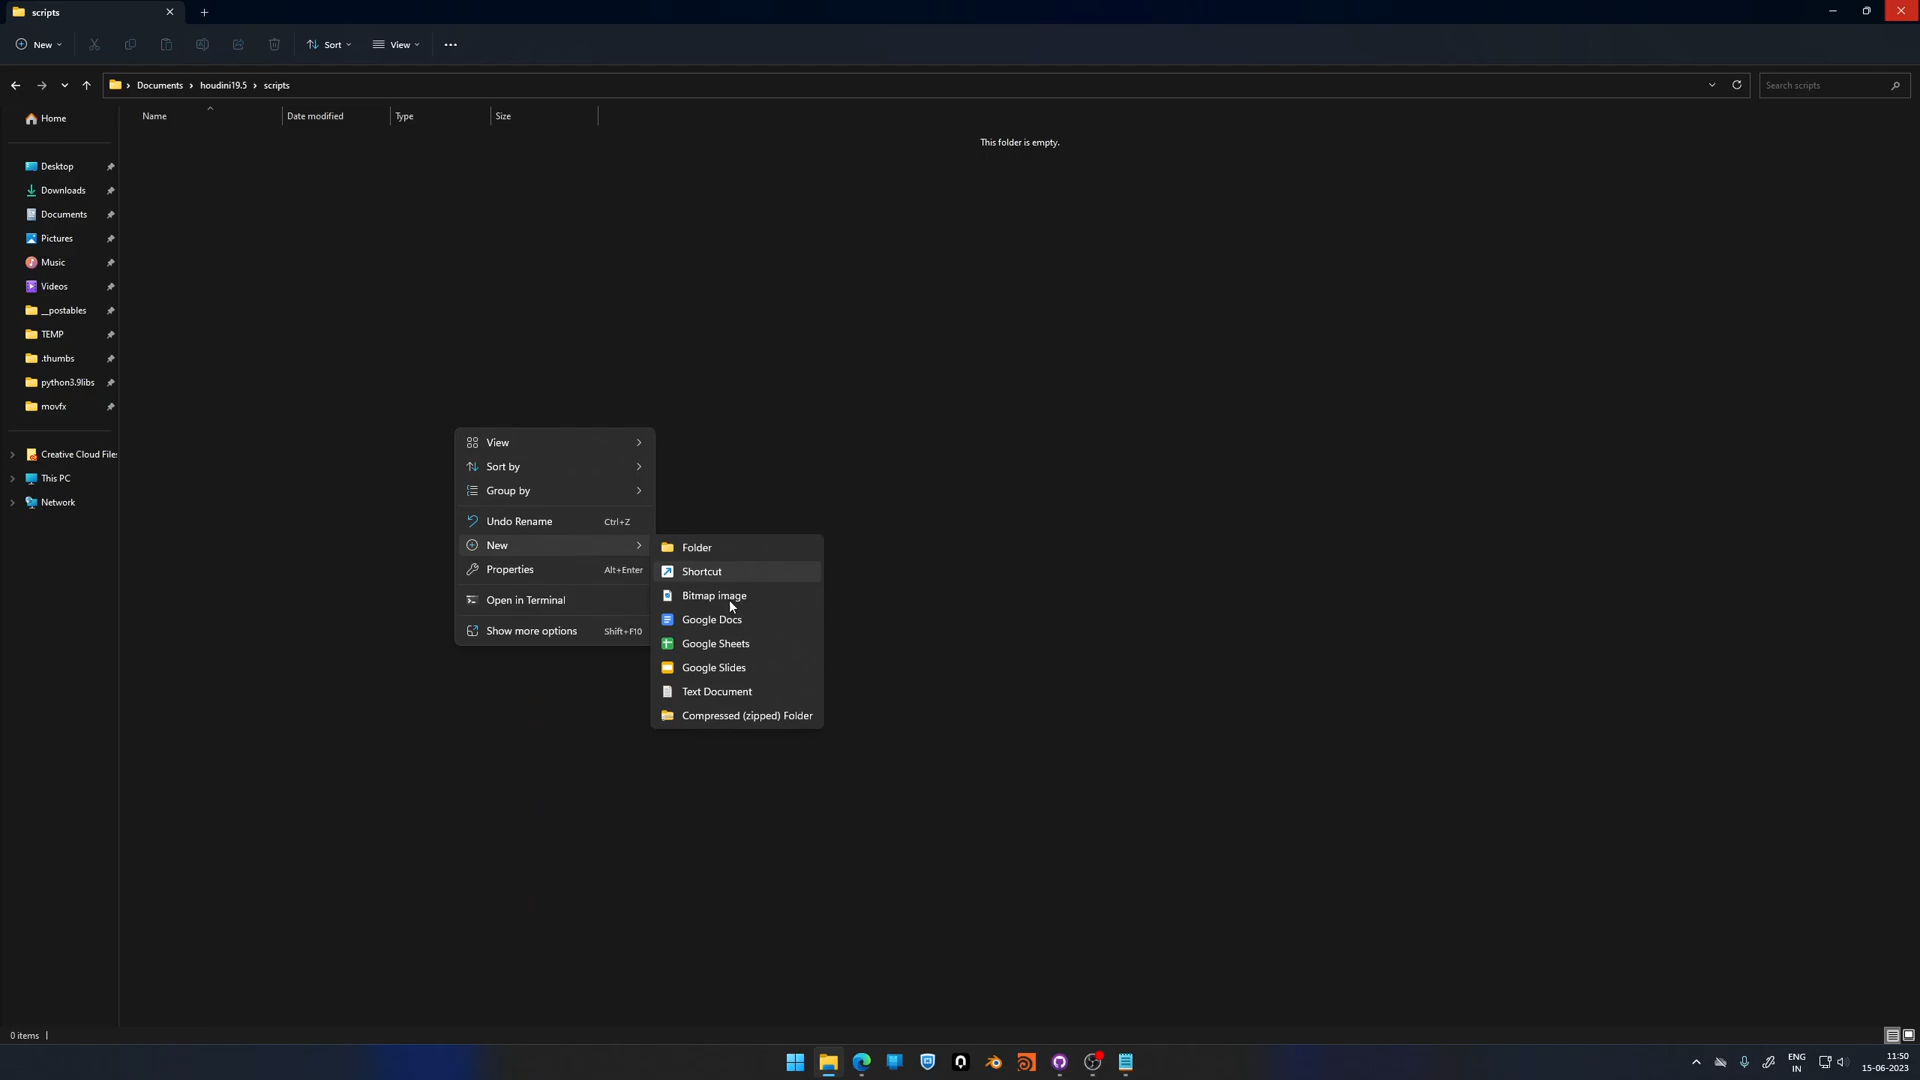 scripts
New
Sort
View
Documents
houdini19.5
scripts
Search scripts
Name
Date modified
Type
Size
This folder is empty.
Home
Desktop
Downloads
Documents
Pictures
Music
Videos
__postables
TEMP
.thumbs
python3.9libs
movfx
Creative Cloud Files
This PC
Network
View
Sort by
Group by
Undo Rename Ctrl+Z
New
Properties Alt+Enter
Open in Terminal
Show more options Shift+F10
Folder
Shortcut
Bitmap image
Google Docs
Google Sheets
Google Slides
Text Document
Compressed (zipped) Folder
0 items
ENG
IN
11:50
15-06-2023